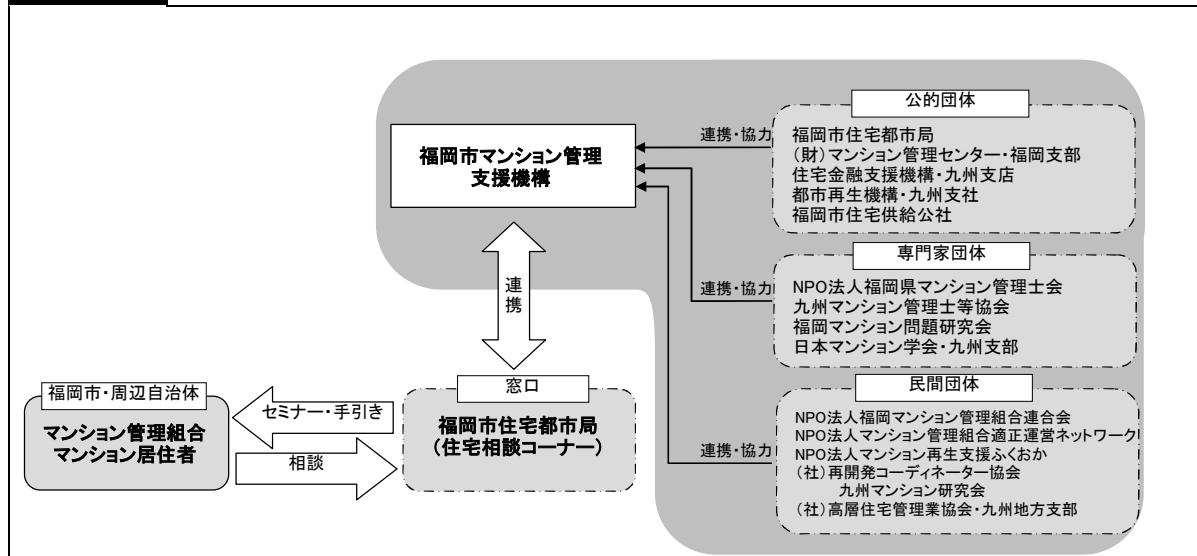 福岡市マンション管理
支援機構
連携・協力
公的団体
福岡市住宅都市局
(財)マンション管理センター・福岡支部
住宅金融支援機構・九州支店
都市再生機構・九州支社
福岡市住宅供給公社
連携・協力
専門家団体
NPO法人福岡県マンション管理士会
九州マンション管理士等協会
福岡マンション問題研究会
日本マンション学会・九州支部
連携・協力
民間団体
NPO法人福岡マンション管理組合連合会
NPO法人マンション管理組合適正運営ネットワーク
NPO法人マンション再生支援ふくおか
(社)再開発コーディネーター協会
九州マンション研究会
(社)高層住宅管理業協会・九州地方支部
連携
窓口
福岡市住宅都市局
(住宅相談コーナー)
セミナー・手引き
相談
福岡市・周辺自治体
マンション管理組合
マンション居住者